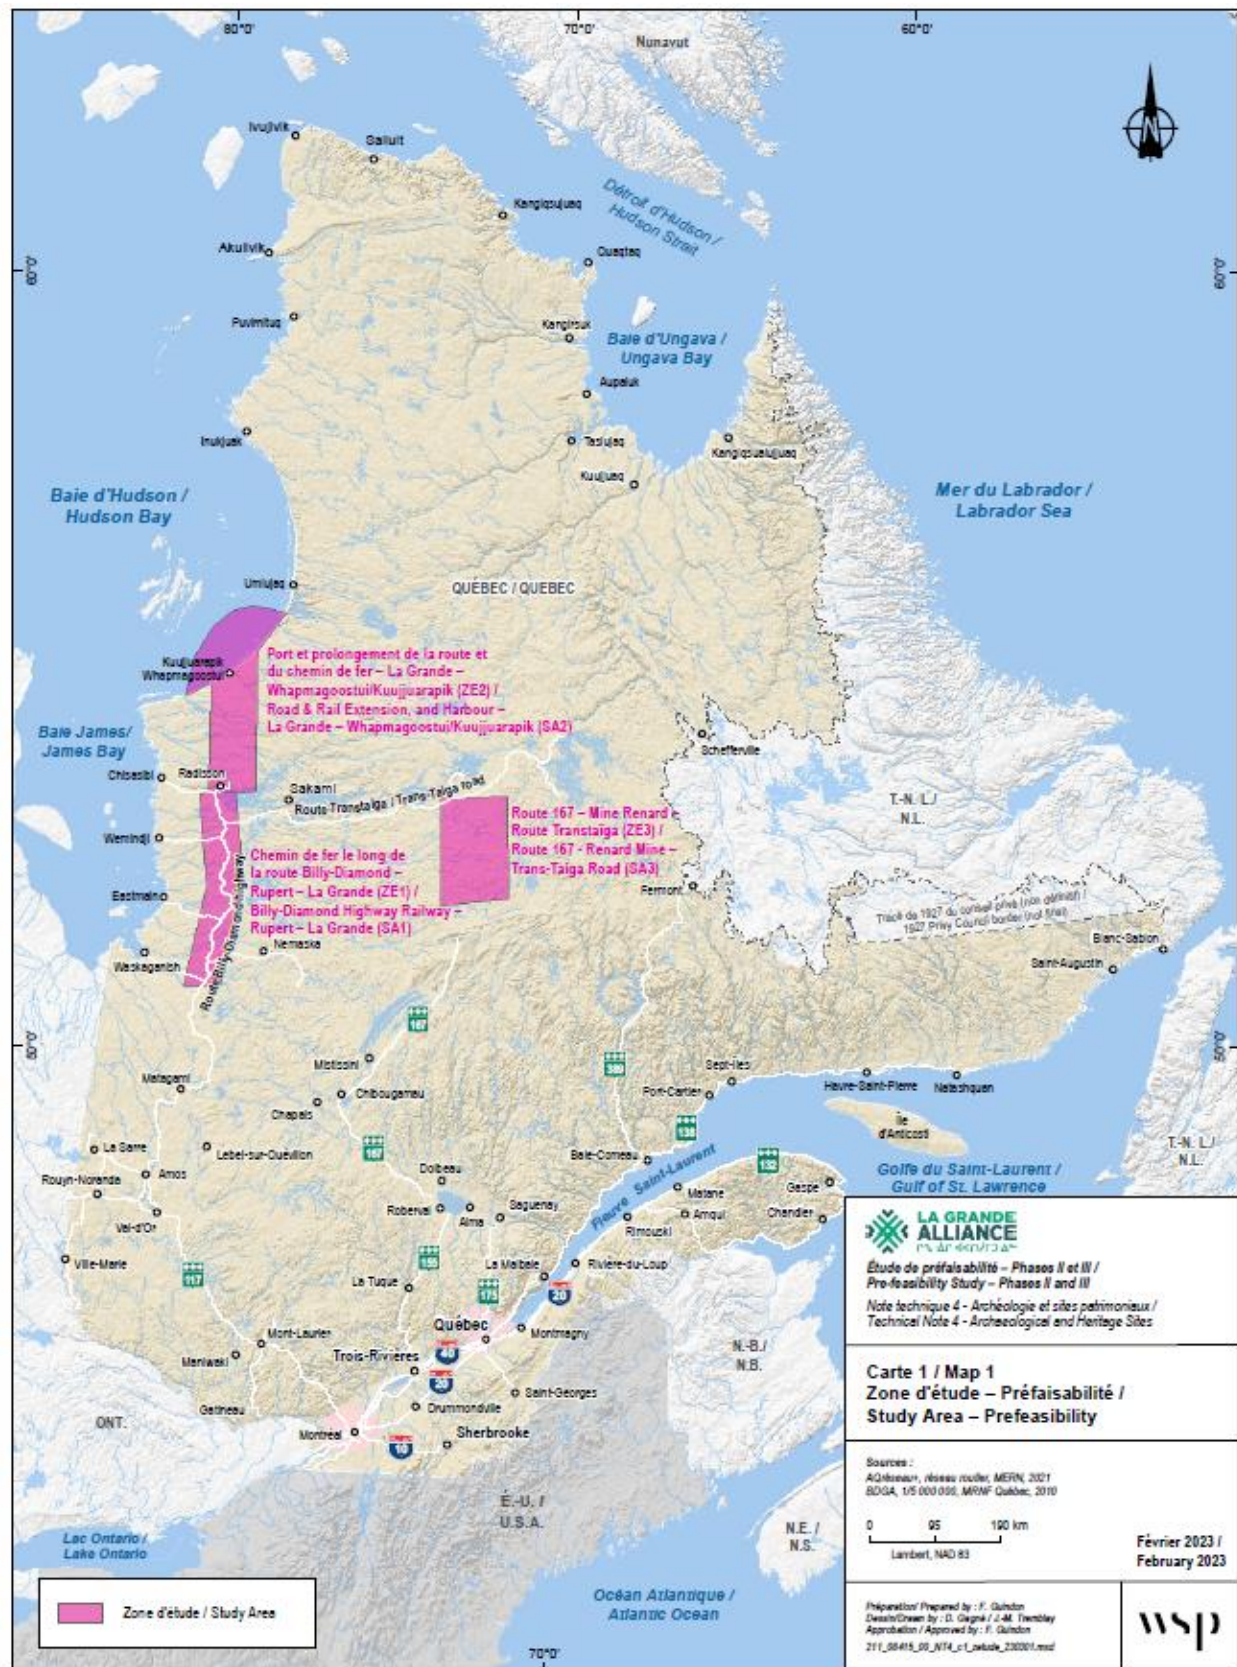 80°0'
70°0'
60°0'
Nunavut
N
Ivujivik
Salluit
Kangiqsujuaq
Détroit d'Hudson /
Hudson Strait
Akulivik
Quaqtaq
60°0'
60°0'
Puvirnituq
Kangirsuk
Baie d'Ungava /
Ungava Bay
Aupaluk
Inukjuak
Tasiujaq
Kangiqsualujjuaq
Kuujjuaq
Baie d'Hudson /
Hudson Bay
Mer du Labrador /
Labrador Sea
Umiujaq
QUÉBEC / QUEBEC
Kuujjuarapik
Whapmagoostui
Port et prolongement de la route et
du chemin de fer – La Grande –
Whapmagoostui/Kuujjuarapik (ZE2) /
Road & Rail Extension, and Harbour –
La Grande – Whapmagoostui/Kuujjuarapik (SA2)
Baie James/
James Bay
Schefferville
Chisasibi
Radisson
Sakami
Route Transtaïga / Trans-Taiga road
T.-N. L./
N.L.
Route 167 – Mine Renard –
Route Transtaïga (ZE3) /
Route 167 - Renard Mine –
Trans-Taiga Road (SA3)
Wemindji
Chemin de fer le long de
la route Billy-Diamond –
Rupert – La Grande (ZE1) /
Billy-Diamond Highway Railway –
Rupert – La Grande (SA1)
Route Billy-Diamond Highway
Eastmain
Fermont
Tracé de 1927 du conseil privé (non définitif) /
1927 Privy Council border (not final)
Nemaska
Waskaganish
Blanc-Sablon
Saint-Augustin
167
50°0'
50°0'
Mistissini
389
Sept-Îles
Matagami
Chibougamau
Port-Cartier
Havre-Saint-Pierre
Natashquan
Chapais
Île
d'Anticosti
138
La Sarre
Lebel-sur-Quévillon
167
Baie-Comeau
T.-N. L./
N.L.
Amos
Dolbeau
Fleuve Saint-Laurent
132
Golfe du Saint-Laurent /
Gulf of St. Lawrence
Rouyn-Noranda
Matane
Gaspé
Val-d'Or
Roberval
Alma
Saguenay
Rimouski
Amqui
Chandler
Ville-Marie
117
155
La Malbaie
Rivière-du-Loup
La Tuque
175
20
Québec
Montmagny
Mont-Laurier
40
Maniwaki
Trois-Rivières
20
N.-B./
N.B.
Saint-Georges
Gatineau
Drummondville
ONT.
Montréal
10
Sherbrooke
É.-U. /
U.S.A.
N.É. /
N.S.
Lac Ontario /
Lake Ontario
Océan Atlantique /
Atlantic Ocean
70°0'
Zone d'étude / Study Area
LA GRANDE
ALLIANCE
Étude de préfaisabilité – Phases II et III /
Pre-feasibility Study – Phases II and III
Note technique 4 - Archéologie et sites patrimoniaux /
Technical Note 4 - Archaeological and Heritage Sites
Carte 1 / Map 1
Zone d'étude – Préfaisabilité /
Study Area – Prefeasibility
Sources :
AQréseau+, réseau routier, MERN, 2021
BDGA, 1/5 000 000, MRNF Québec, 2010
0 95 190 km
Lambert, NAD 83
Février 2023 /
February 2023
Préparation/ Prepared by : F. Guindon
Dessin/Drawn by : D. Gagné / J.-M. Tremblay
Approbation / Approved by : F. Guindon
wsp